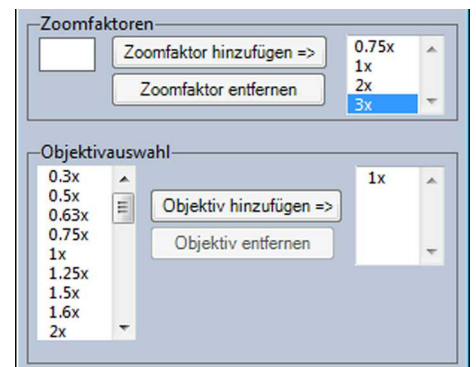 Zoomfaktoren
Zoomfaktor hinzufügen =>
Zoomfaktor entfernen
0.75x
1x
2x
3x
Objektivauswahl
0.3x
0.5x
0.63x
0.75x
1x
1.25x
1.5x
1.6x
2x
Objektiv hinzufügen =>
Objektiv entfernen
1x